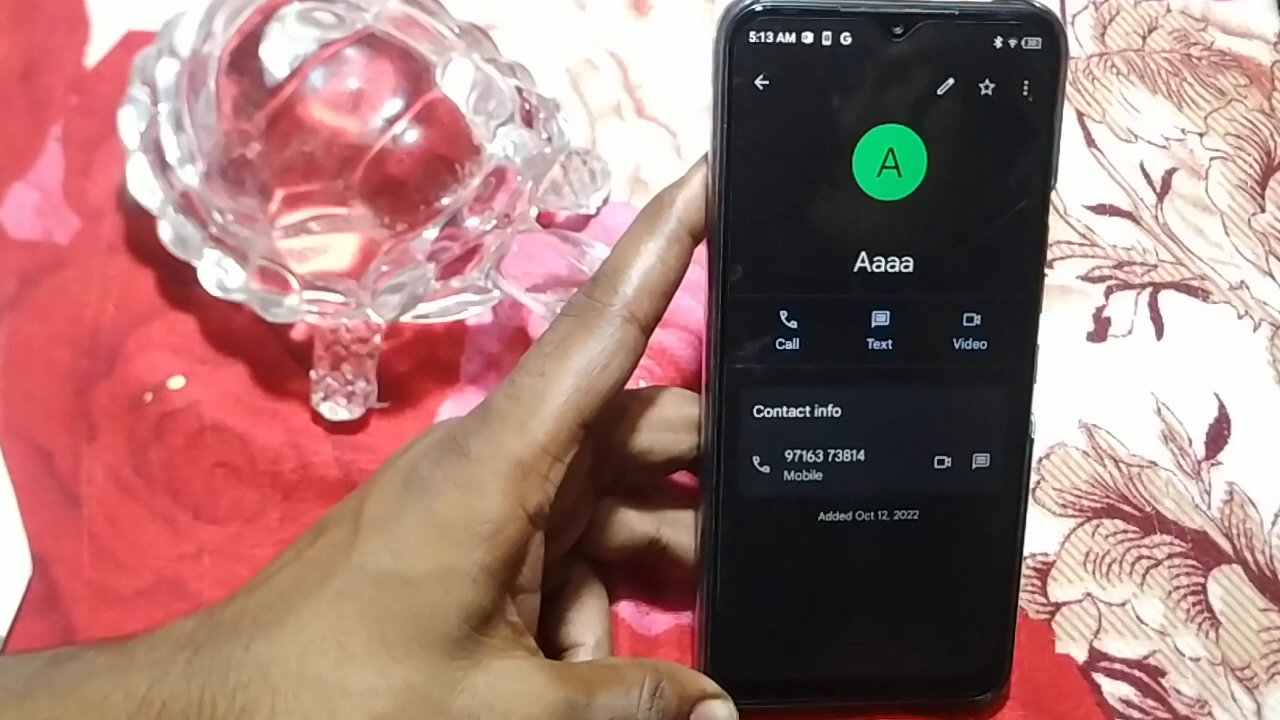 5:13 AM G
A
Aaaa
Call Text Video
Contact info
97163 73814
Mobile
Added Oct 12, 2022